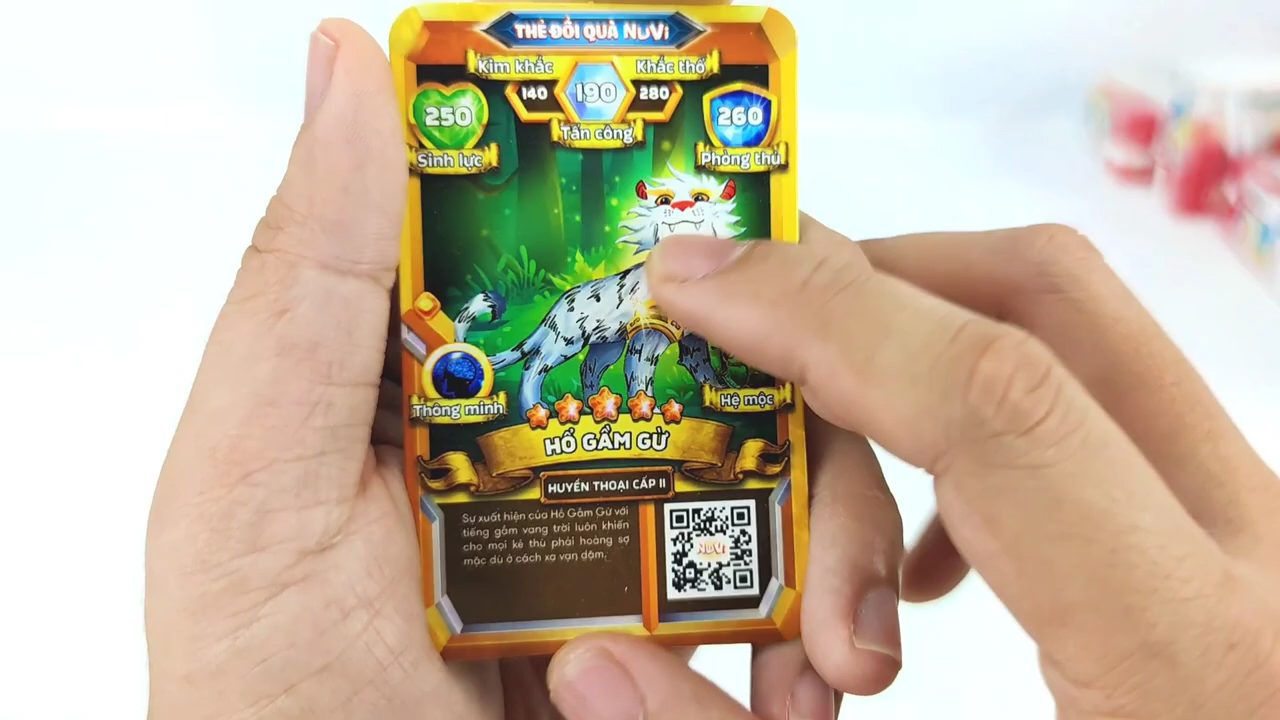 THẺ ĐỔI QUÀ NUVI
Kim khắc
Khắc thổ
140
190
280
250
260
Tấn công
Sinh lực
Phòng thủ
Thông minh
Hệ mộc
HỔ GẦM GỪ
HUYỀN THOẠI CẤP II
Sự xuất hiện của Hổ Gầm Gừ với
tiếng gầm vang trời luôn khiến
cho mọi kẻ thù phải hoảng sợ
mặc dù ở cách xa vạn dặm.
NUVI